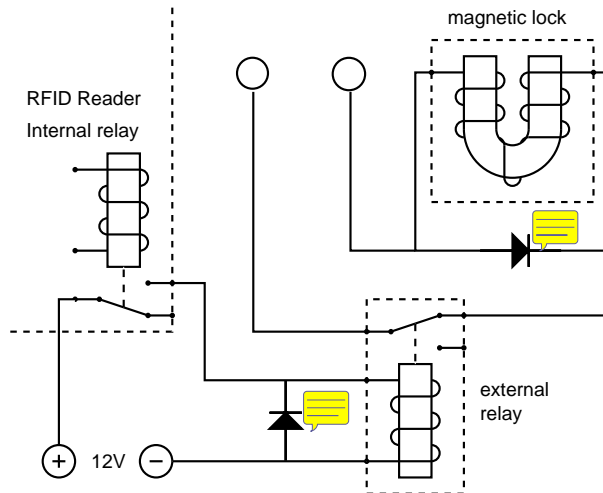 magnetic lock
RFID Reader
Internal relay
external
relay
+ 12V −